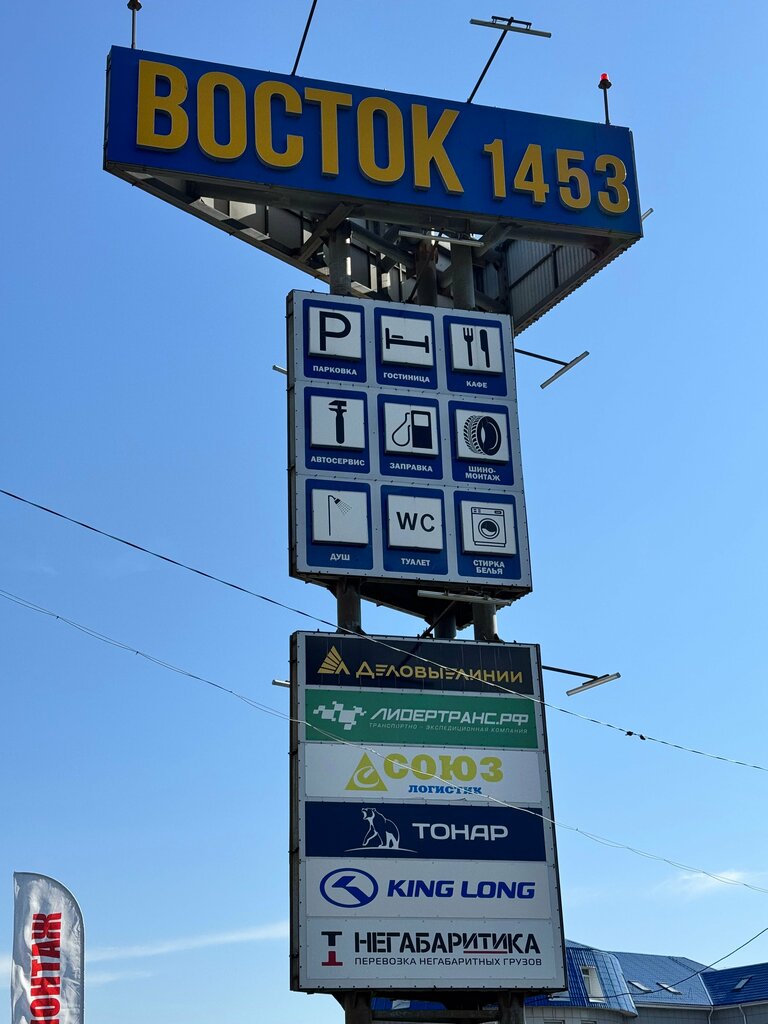 ВОСТОК 1453
P
ПАРКОВКА
ГОСТИНИЦА
КАФЕ
АВТОСЕРВИС
ЗАПРАВКА
ШИНО-
МОНТАЖ
ДУШ
WC
ТУАЛЕТ
СТИРКА
БЕЛЬЯ
ДЕЛОВЫЕ ЛИНИИ
ЛИДЕРТРАНС.РФ
ТРАНСПОРТНО – ЭКСПЕДИЦИОННАЯ КОМПАНИЯ
СОЮЗ
ЛОГИСТИК
ТОНАР
KING LONG
НЕГАБАРИТИКА
ПЕРЕВОЗКА НЕГАБАРИТНЫХ ГРУЗОВ
ОНТАЖ